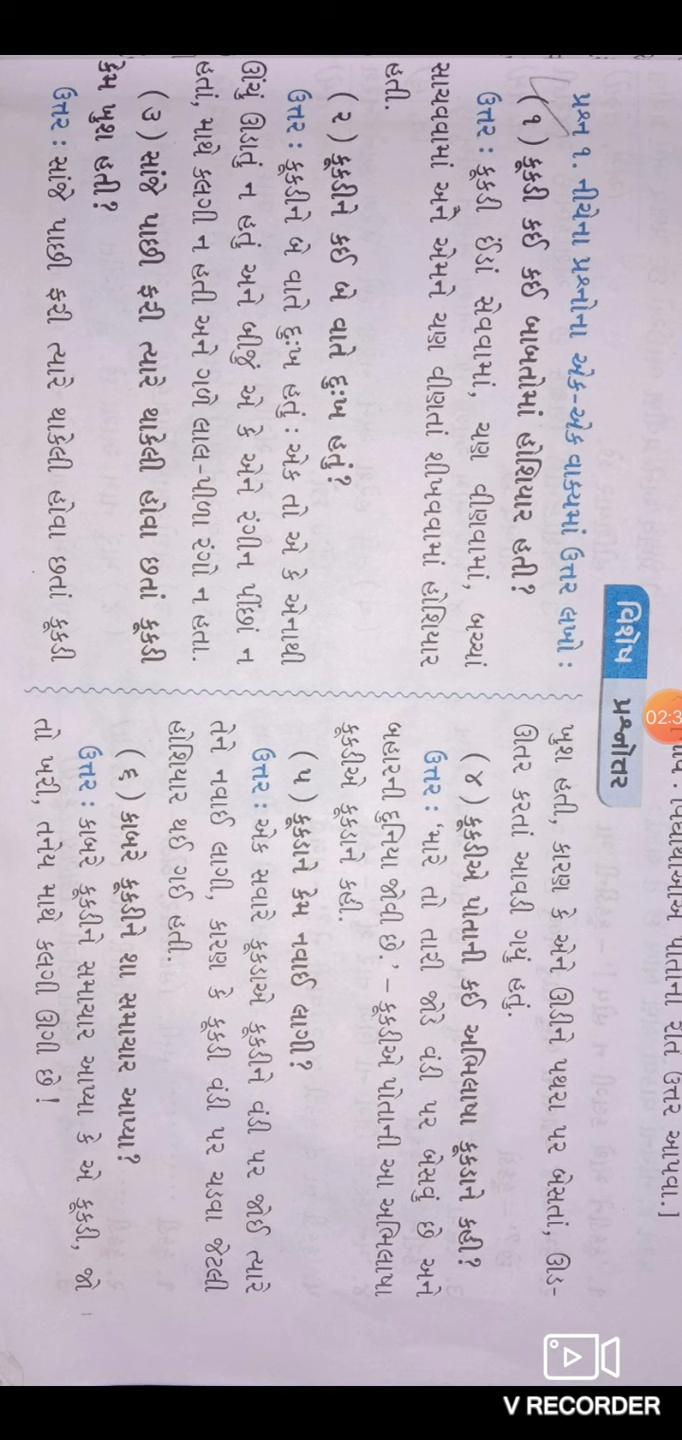 ઉત્તર આપવા.]
વિશેષ પ્રશ્નોત્તર
પ્રશ્ન ૧. નીચેના પ્રશ્નોના એક-એક વાક્યમાં ઉત્તર લખો :
(૧) કૂકડી કઈ કઈ બાબતોમાં હોશિયાર હતી?
ઉત્તર : કૂકડી ઈંડાં સેવવામાં, ચણ વીણવામાં, બચ્ચાં
સાચવવામાં અને એમને ચણ વીણતાં શીખવવામાં હોશિયાર
હતી.
(૨) કૂકડીને કઈ બે વાતે દુઃખ હતું?
ઉત્તર : કૂકડીને બે વાતે દુઃખ હતું : એક તો એ કે એનાથી
ઊંચું ઊડાતું ન હતું અને બીજું એ કે એને રંગીન પીંછાં ન
હતાં, માથે કલગી ન હતી અને ગળે લાલ-પીળા રંગો ન હતા.
(૩) સાંજે પાછી ફરી ત્યારે થાકેલી હોવા છતાં કૂકડી
કેમ ખુશ હતી?
ઉત્તર : સાંજે પાછી ફરી ત્યારે થાકેલી હોવા છતાં કૂકડી
ખુશ હતી, કારણ કે એને ઊડીને પથરા પર બેસતાં, ઊડ-
ઊતર કરતાં આવડી ગયું હતું.
(૪) કૂકડીએ પોતાની કઈ અભિલાષા કૂકડાને કહી?
ઉત્તર : ‘મારે તો તારી જોડે વંડી પર બેસવું છે અને
બહારની દુનિયા જોવી છે.’ – કૂકડીએ પોતાની આ અભિલાષા
કૂકડીએ કૂકડાને કહી.
(૫) કૂકડાને કેમ નવાઈ લાગી?
ઉત્તર : એક સવારે કૂકડાએ કૂકડીને વંડી પર જોઈ ત્યારે
તેને નવાઈ લાગી, કારણ કે કૂકડી વંડી પર ચડવા જેટલી
હોશિયાર થઈ ગઈ હતી.
(૬) કાબરે કૂકડીને શા સમાચાર આપ્યા?
ઉત્તર : કાબરે કૂકડીને સમાચાર આપ્યા કે એ કૂકડી, જો
તો ખરી, તનેય માથે કલગી ઊગી છે !
02:3
V RECORDER